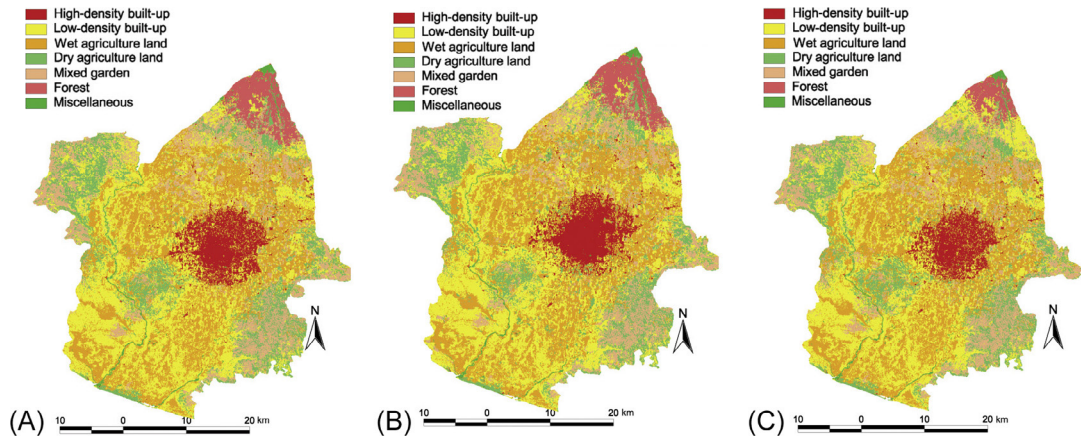 High-density built-up
Low-density built-up
Wet agriculture land
Dry agriculture land
Mixed garden
Forest
Miscellaneous
N
(A)
10 0 10 20 km
High-density built-up
Low-density built-up
Wet agriculture land
Dry agriculture land
Mixed garden
Forest
Miscellaneous
N
(B)
10 0 10 20 km
High-density built-up
Low-density built-up
Wet agriculture land
Dry agriculture land
Mixed garden
Forest
Miscellaneous
N
(C)
10 0 10 20 km